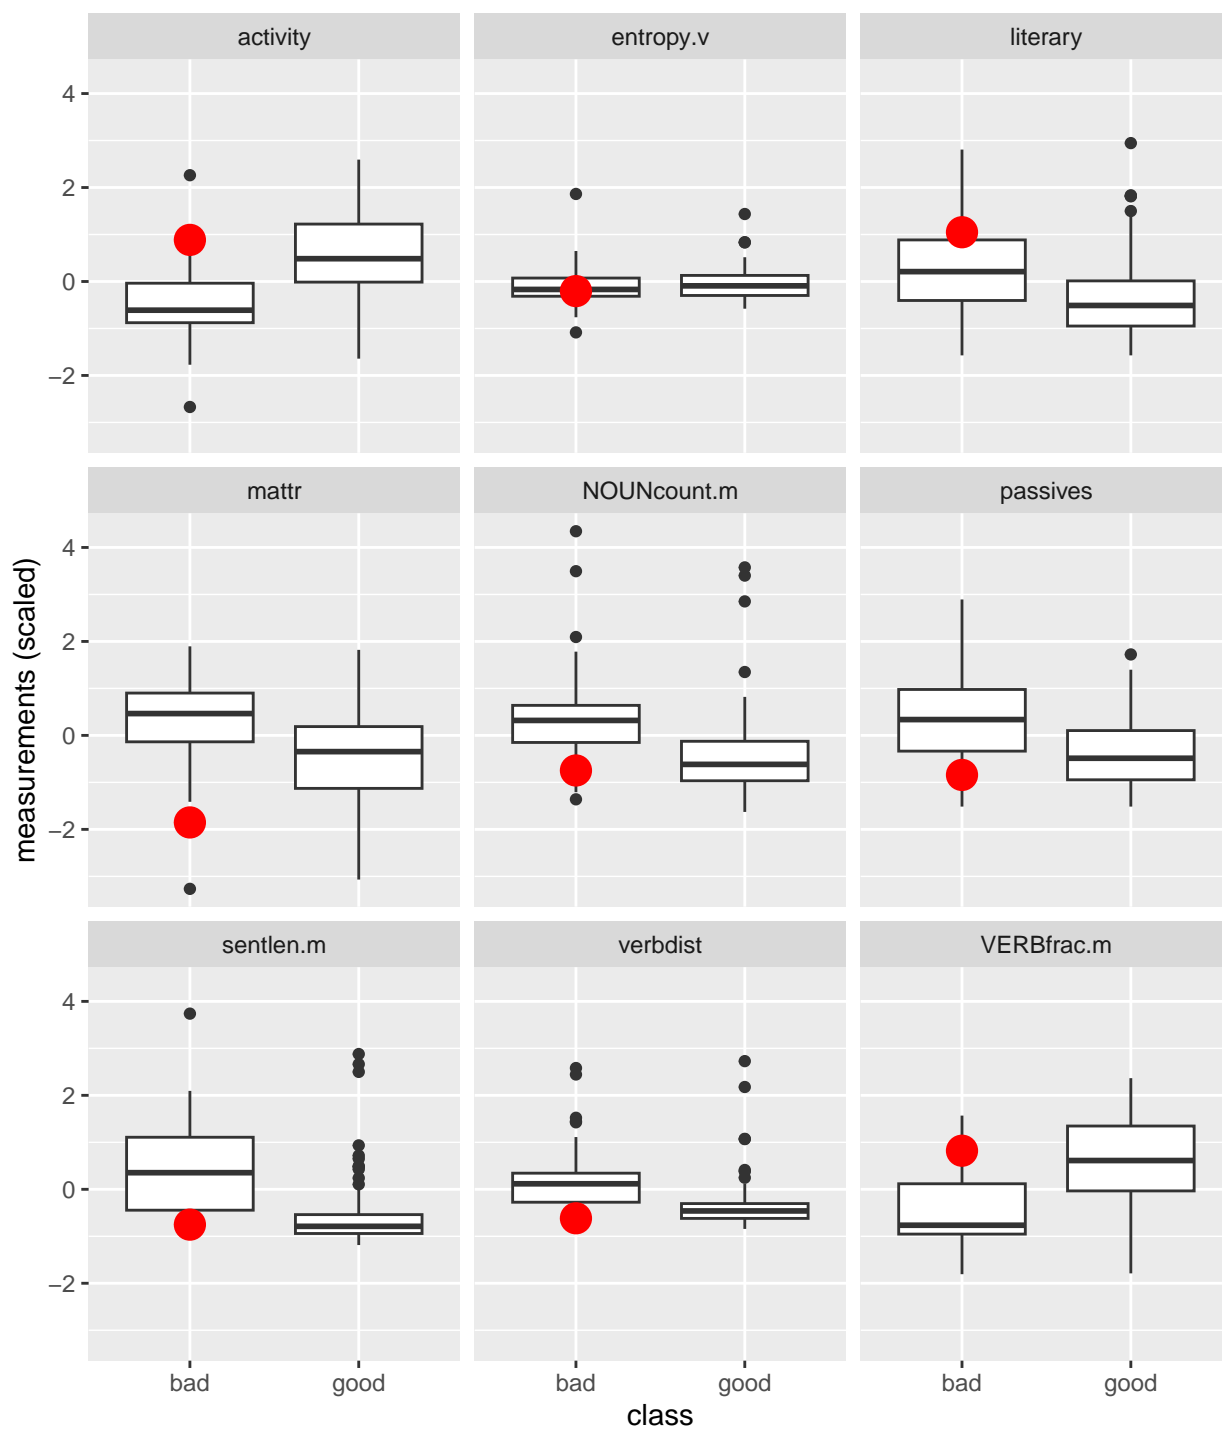 activity entropy.v literary
4
2
0
−2
mattr NOUNcount.m passives
4
2
0
−2
measurements (scaled)
sentlen.m verbdist VERBfrac.m
4
2
0
−2
bad good bad good bad good
class